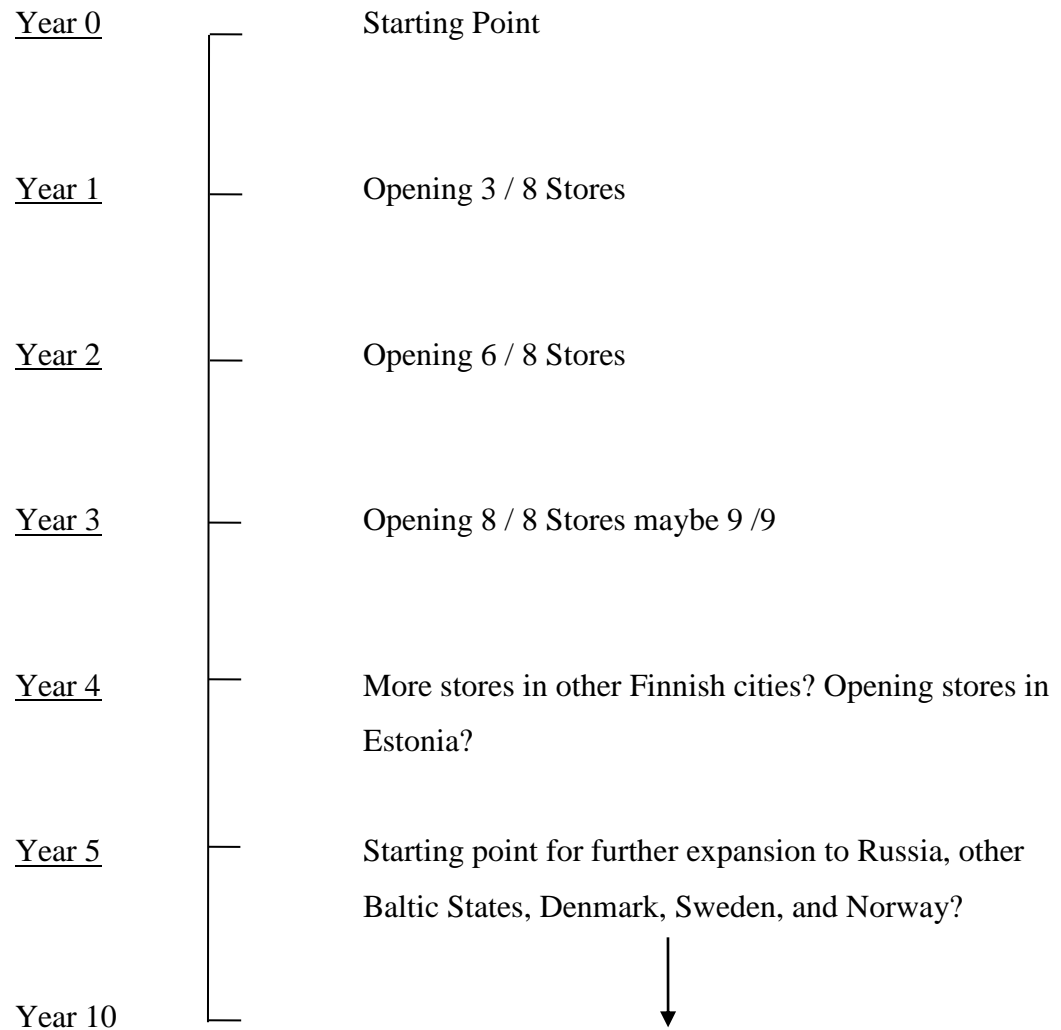 Year 0 Starting Point
Year 1 Opening 3 / 8 Stores
Year 2 Opening 6 / 8 Stores
Year 3 Opening 8 / 8 Stores maybe 9 /9
Year 4 More stores in other Finnish cities? Opening stores in
Estonia?
Year 5 Starting point for further expansion to Russia, other
Baltic States, Denmark, Sweden, and Norway?
Year 10